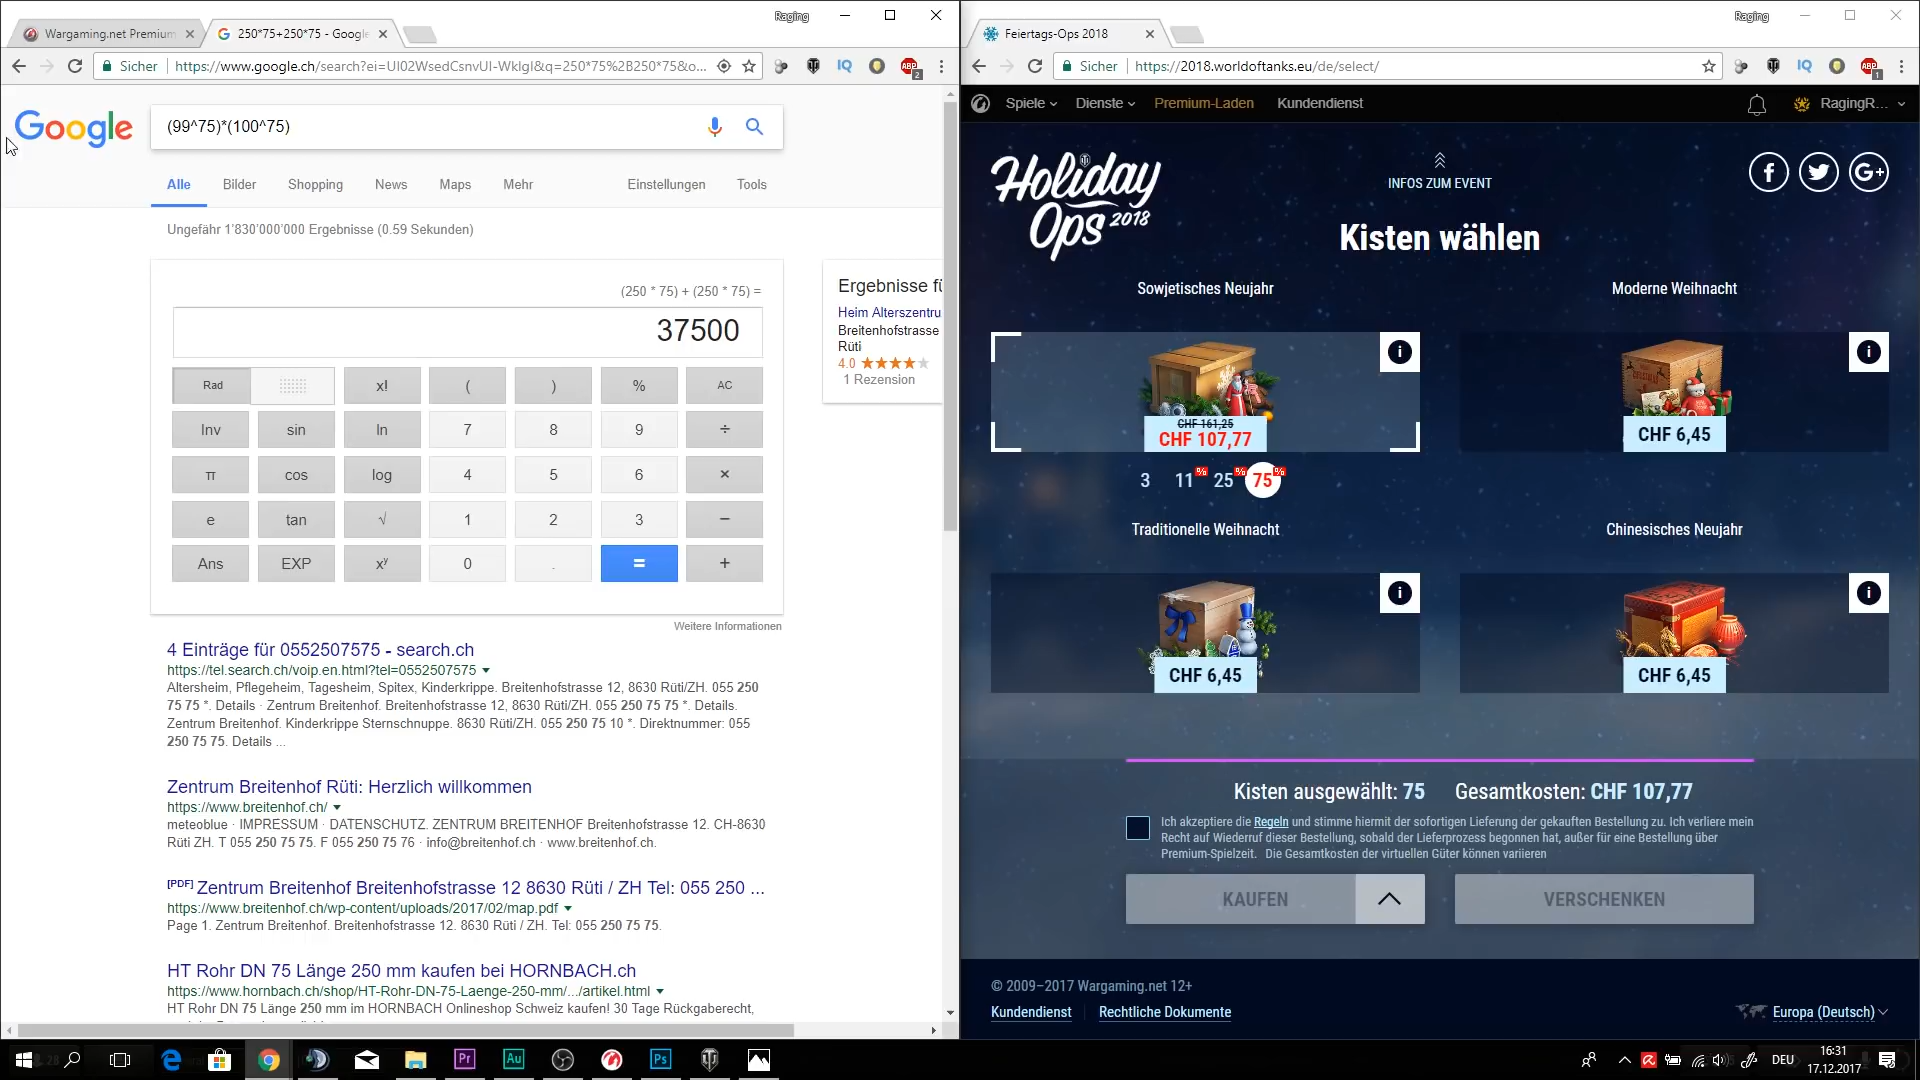 Raging
Wargaming.net Premium
250*75+250*75 - Google
Sicher
https://www.google.ch/search?ei=UI02WsedCsnvUI-WkIgI&q=250*75%2B250*75&o...
IQ
ABP
2
Google
(99^75)*(100^75)
Alle
Bilder
Shopping
News
Maps
Mehr
Einstellungen
Tools
Ungefähr 1'830'000'000 Ergebnisse (0.59 Sekunden)
(250 * 75) + (250 * 75) =
37500
Rad
x!
(
)
%
AC
Inv
sin
ln
7
8
9
÷
π
cos
log
4
5
6
×
e
tan
√
1
2
3
−
Ans
EXP
xʸ
0
.
=
+
Weitere Informationen
Ergebnisse fü
Heim Alterszentru
Breitenhofstrasse
Rüti
4.0
1 Rezension
4 Einträge für 0552507575 - search.ch
https://tel.search.ch/voip.en.html?tel=0552507575
Altersheim, Pflegeheim, Tagesheim, Spitex, Kinderkrippe. Breitenhofstrasse 12, 8630 Rüti/ZH. 055 250
75 75 *. Details · Zentrum Breitenhof. Breitenhofstrasse 12, 8630 Rüti/ZH. 055 250 75 75 *. Details.
Zentrum Breitenhof. Kinderkrippe Sternschnuppe. 8630 Rüti/ZH. 055 250 75 10 *. Direktnummer: 055
250 75 75. Details ...
Zentrum Breitenhof Rüti: Herzlich willkommen
https://www.breitenhof.ch/
meteoblue · IMPRESSUM · DATENSCHUTZ. ZENTRUM BREITENHOF Breitenhofstrasse 12. CH-8630
Rüti ZH. T 055 250 75 75. F 055 250 75 76 · info@breitenhof.ch · www.breitenhof.ch.
[PDF] Zentrum Breitenhof Breitenhofstrasse 12 8630 Rüti / ZH Tel: 055 250 ...
https://www.breitenhof.ch/wp-content/uploads/2017/02/map.pdf
Page 1. Zentrum Breitenhof. Breitenhofstrasse 12. 8630 Rüti / ZH. Tel: 055 250 75 75.
HT Rohr DN 75 Länge 250 mm kaufen bei HORNBACH.ch
https://www.hornbach.ch/shop/HT-Rohr-DN-75-Laenge-250-mm/.../artikel.html
HT Rohr DN 75 Länge 250 mm im HORNBACH Onlineshop Schweiz kaufen! 30 Tage Rückgaberecht,
Raging
Feiertags-Ops 2018
Sicher
https://2018.worldoftanks.eu/de/select/
IQ
ABP
1
Spiele
Dienste
Premium-Laden
Kundendienst
RagingR...
Holiday
Ops 2018
INFOS ZUM EVENT
f
G+
Kisten wählen
Sowjetisches Neujahr
Moderne Weihnacht
i
i
CHF 161,25
CHF 107,77
CHF 6,45
3
11 %
25 %
75 %
Traditionelle Weihnacht
Chinesisches Neujahr
i
i
CHF 6,45
CHF 6,45
Kisten ausgewählt: 75
Gesamtkosten: CHF 107,77
Ich akzeptiere die Regeln und stimme hiermit der sofortigen Lieferung der gekauften Bestellung zu. Ich verliere mein
Recht auf Widerruf dieser Bestellung, sobald der Lieferprozess begonnen hat, außer für eine Bestellung über
Premium-Spielzeit. Die Gesamtkosten der virtuellen Güter können variieren
KAUFEN
VERSCHENKEN
© 2009–2017 Wargaming.net 12+
Kundendienst
Rechtliche Dokumente
Europa (Deutsch)
Pr
Au
Ps
DEU
16:31
17.12.2017